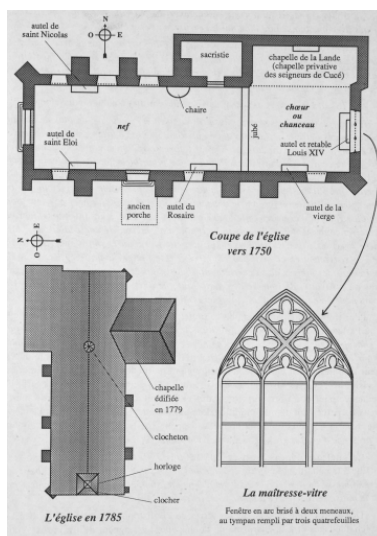 autel de
saint Nicolas
N
O
E
sacristie
chapelle de la Lande
(chapelle privative
des seigneurs de Cucé)
chaire
nef
jubé
chœur
ou
chanceau
autel et retable
Louis XIV
autel de
saint Eloi
ancien
porche
autel du
Rosaire
autel de la
vierge
Coupe de l'église
vers 1750
E
N
O
chapelle
édifiée
en 1779
clocheton
horloge
clocher
L'église en 1785
La maîtresse-vitre
Fenêtre en arc brisé à deux meneaux,
au tympan rempli par trois quatrefeuilles